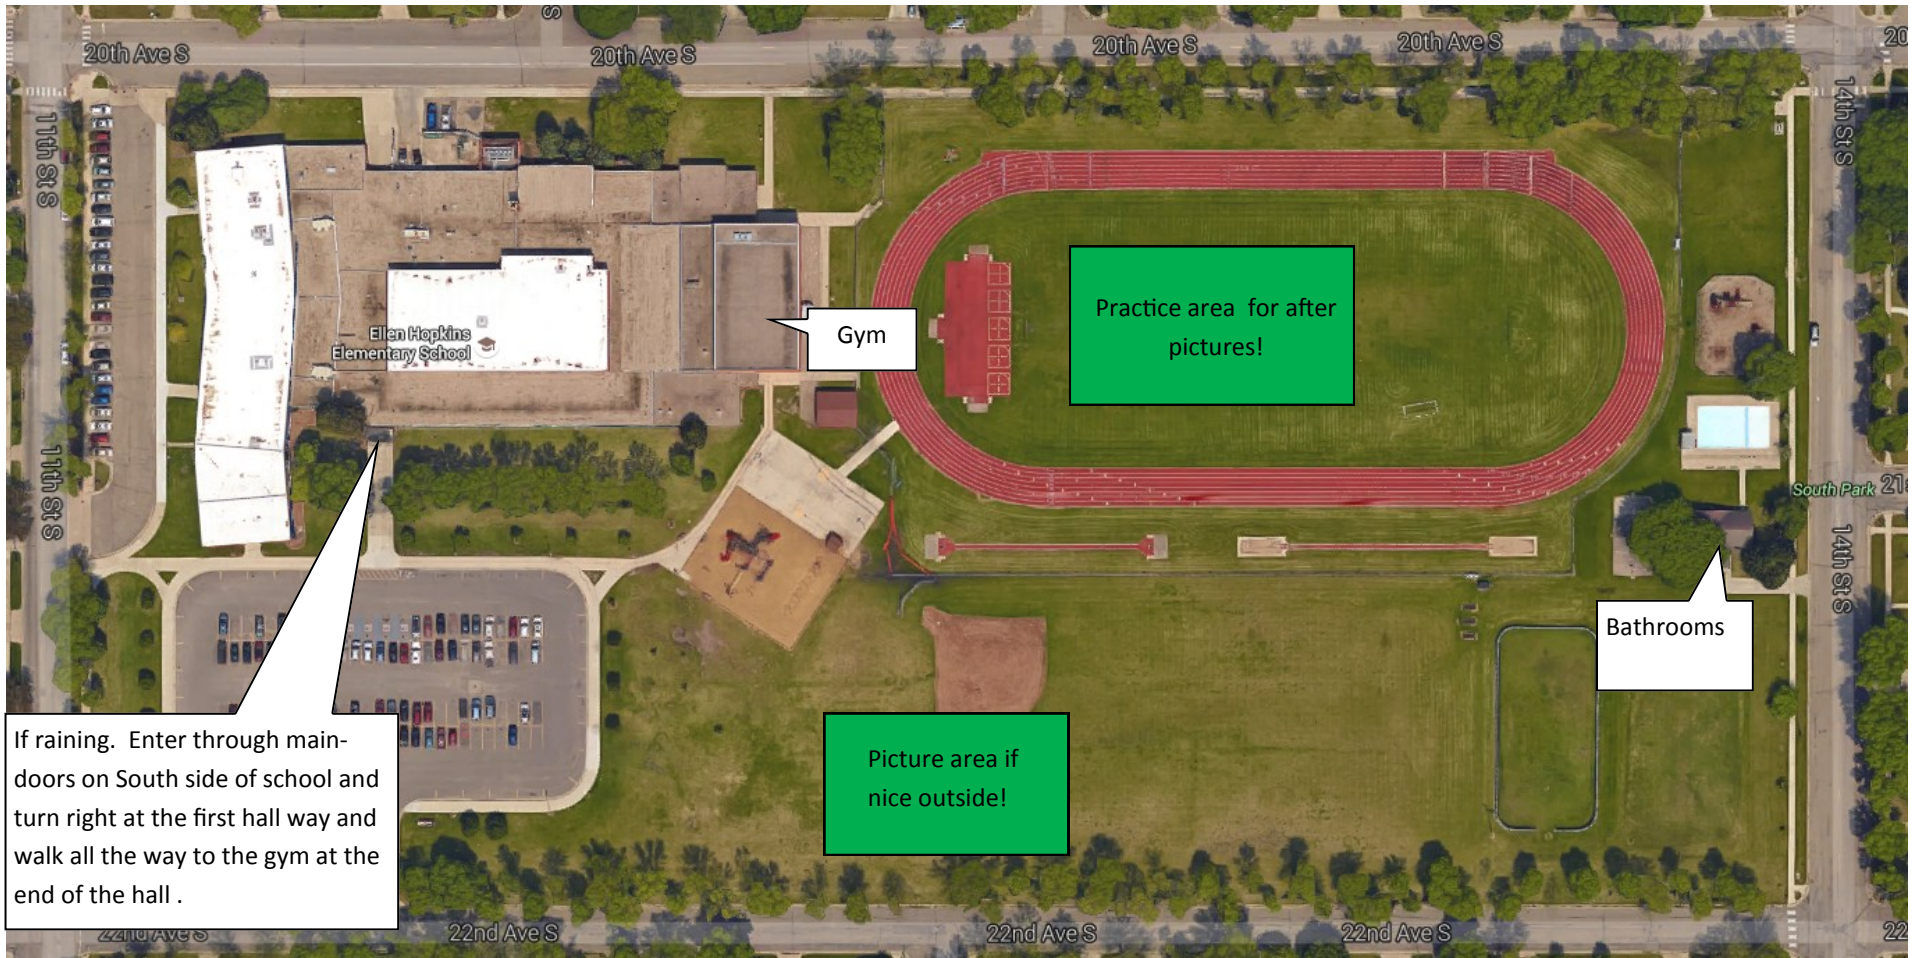 S
20th Ave S
20th Ave S
20th Ave S
20th Ave S
20
11th St S
14th St S
Practice area for after
pictures!
Gym
Ellen Hopkins
Elementary School
11th St S
South Park
21s
14th St S
Bathrooms
If raining. Enter through main-
doors on South side of school and
turn right at the first hall way and
walk all the way to the gym at the
end of the hall .
Picture area if
nice outside!
22nd Ave S
22nd Ave S
22nd Ave S
22nd Ave S
22